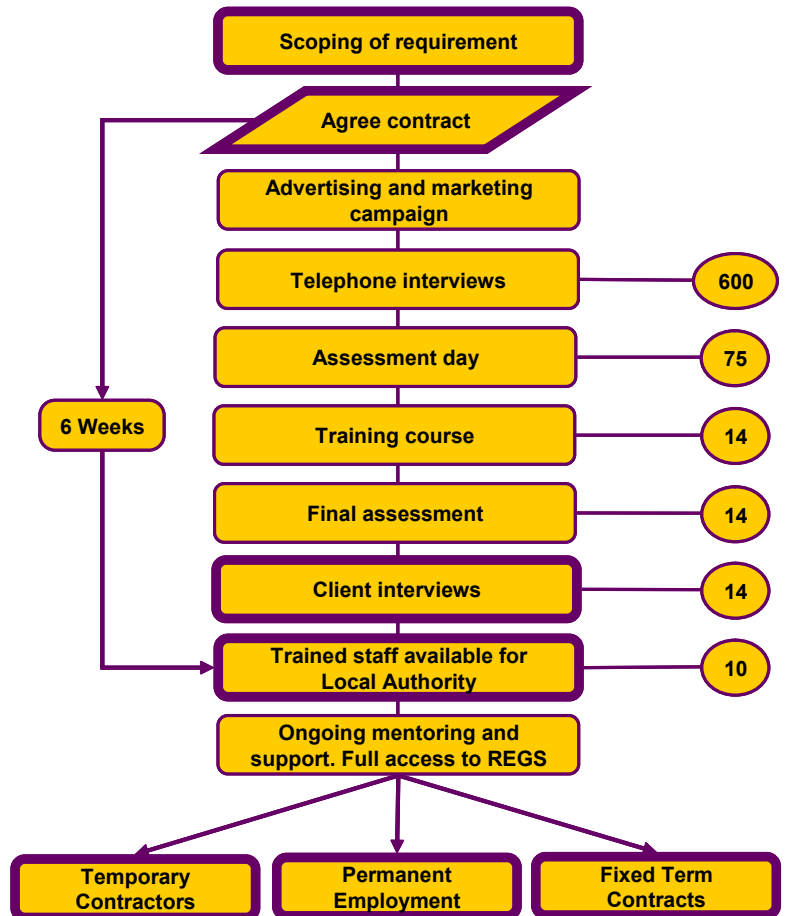 Scoping of requirement
Agree contract
Advertising and marketing
campaign
Telephone interviews
600
Assessment day
75
6 Weeks
Training course
14
Final assessment
14
Client interviews
14
Trained staff available for
Local Authority
10
Ongoing mentoring and
support. Full access to REGS
Temporary
Contractors
Permanent
Employment
Fixed Term
Contracts